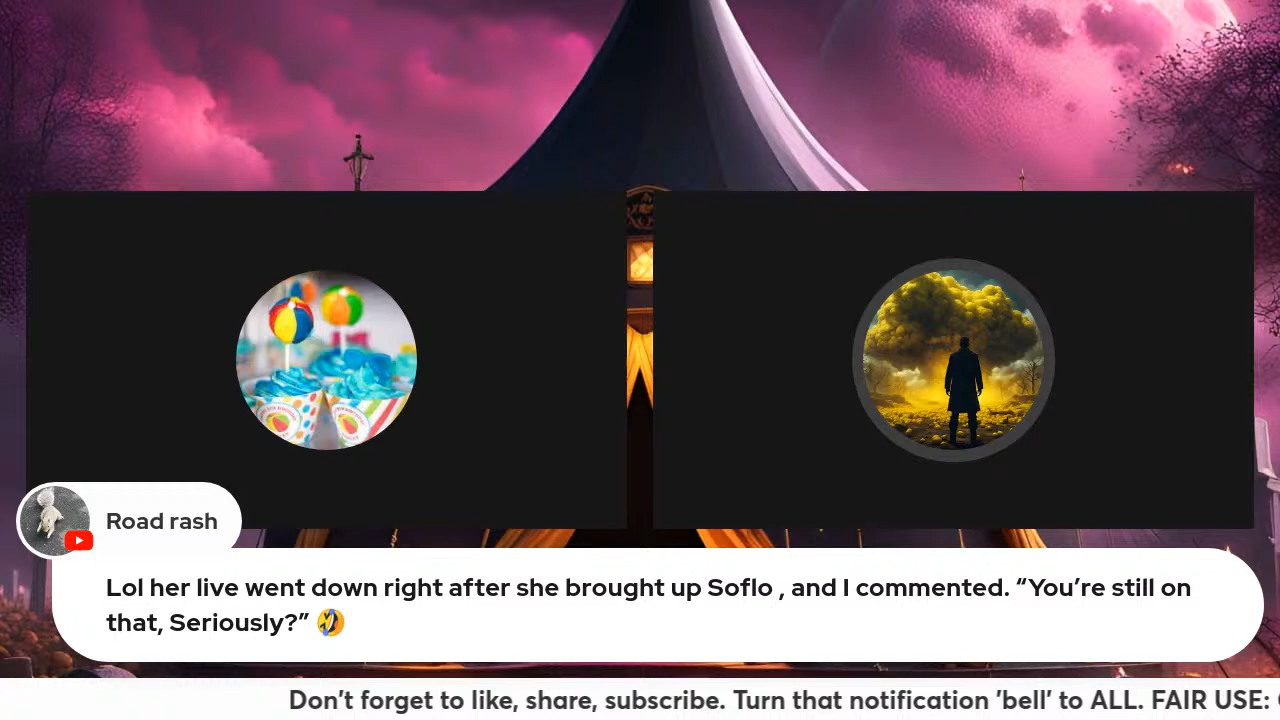 Road rash
Lol her live went down right after she brought up Soflo , and I commented. “You’re still on
that, Seriously?” 🤣
Don't forget to like, share, subscribe. Turn that notification 'bell' to ALL. FAIR USE: